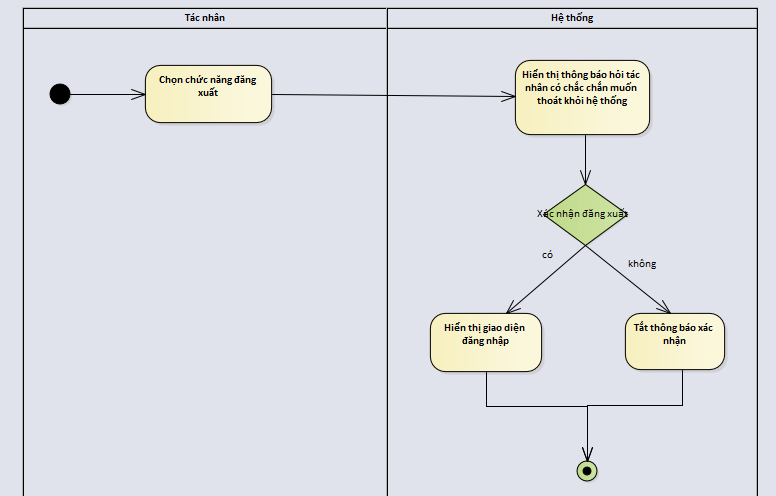 Tác nhân
Hệ thống
Chọn chức năng đăng
xuất
Hiển thị thông báo hỏi tác
nhân có chắc chắn muốn
thoát khỏi hệ thống
Xác nhận đăng xuất
có
không
Hiển thị giao diện
đăng nhập
Tắt thông báo xác
nhận